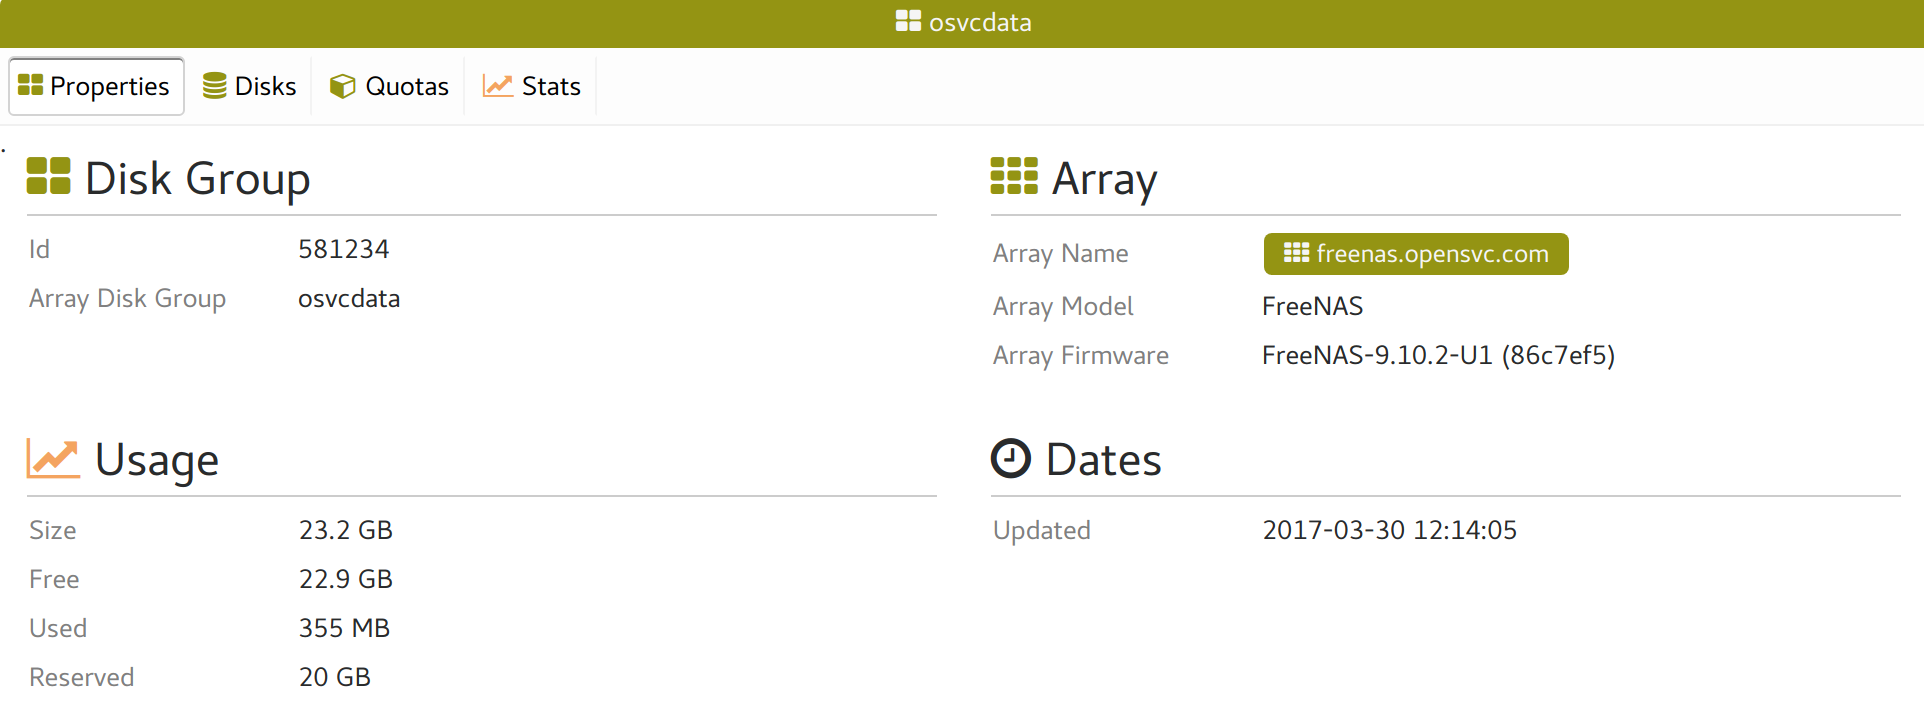 osvcdata
Properties Disks Quotas Stats
Disk Group
Id 581234
Array Disk Group osvcdata
Array
Array Name freenas.opensvc.com
Array Model FreeNAS
Array Firmware FreeNAS-9.10.2-U1 (86c7ef5)
Usage
Size 23.2 GB
Free 22.9 GB
Used 355 MB
Reserved 20 GB
Dates
Updated 2017-03-30 12:14:05